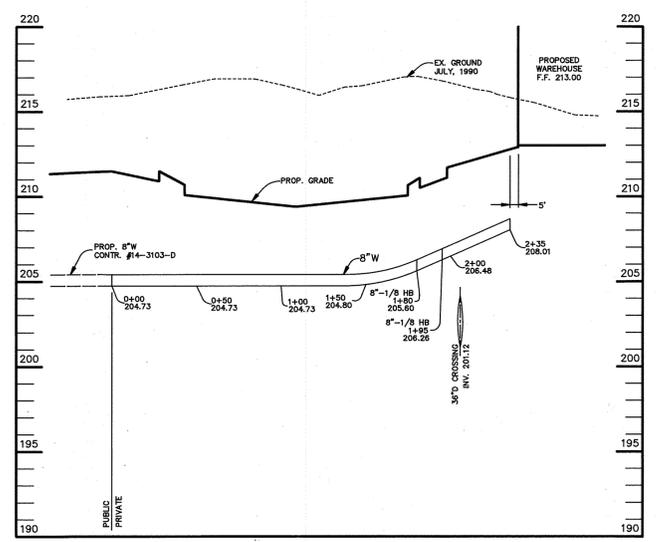 220
220
EX. GROUND
JULY, 1990
PROPOSED
WAREHOUSE
F.F. 213.00
215
215
PROP. GRADE
210
210
5'
PROP. 8"W
CONTR. #14-3103-D
8"W
2+35
208.01
205
205
0+00
204.73
0+50
204.73
1+00
204.73
1+50
204.80
8"-1/8 HB
1+80
205.60
8"-1/8 HB
1+95
206.26
2+00
206.48
200
200
36"D CROSSING
INV. 201.12
195
195
PUBLIC
PRIVATE
190
190